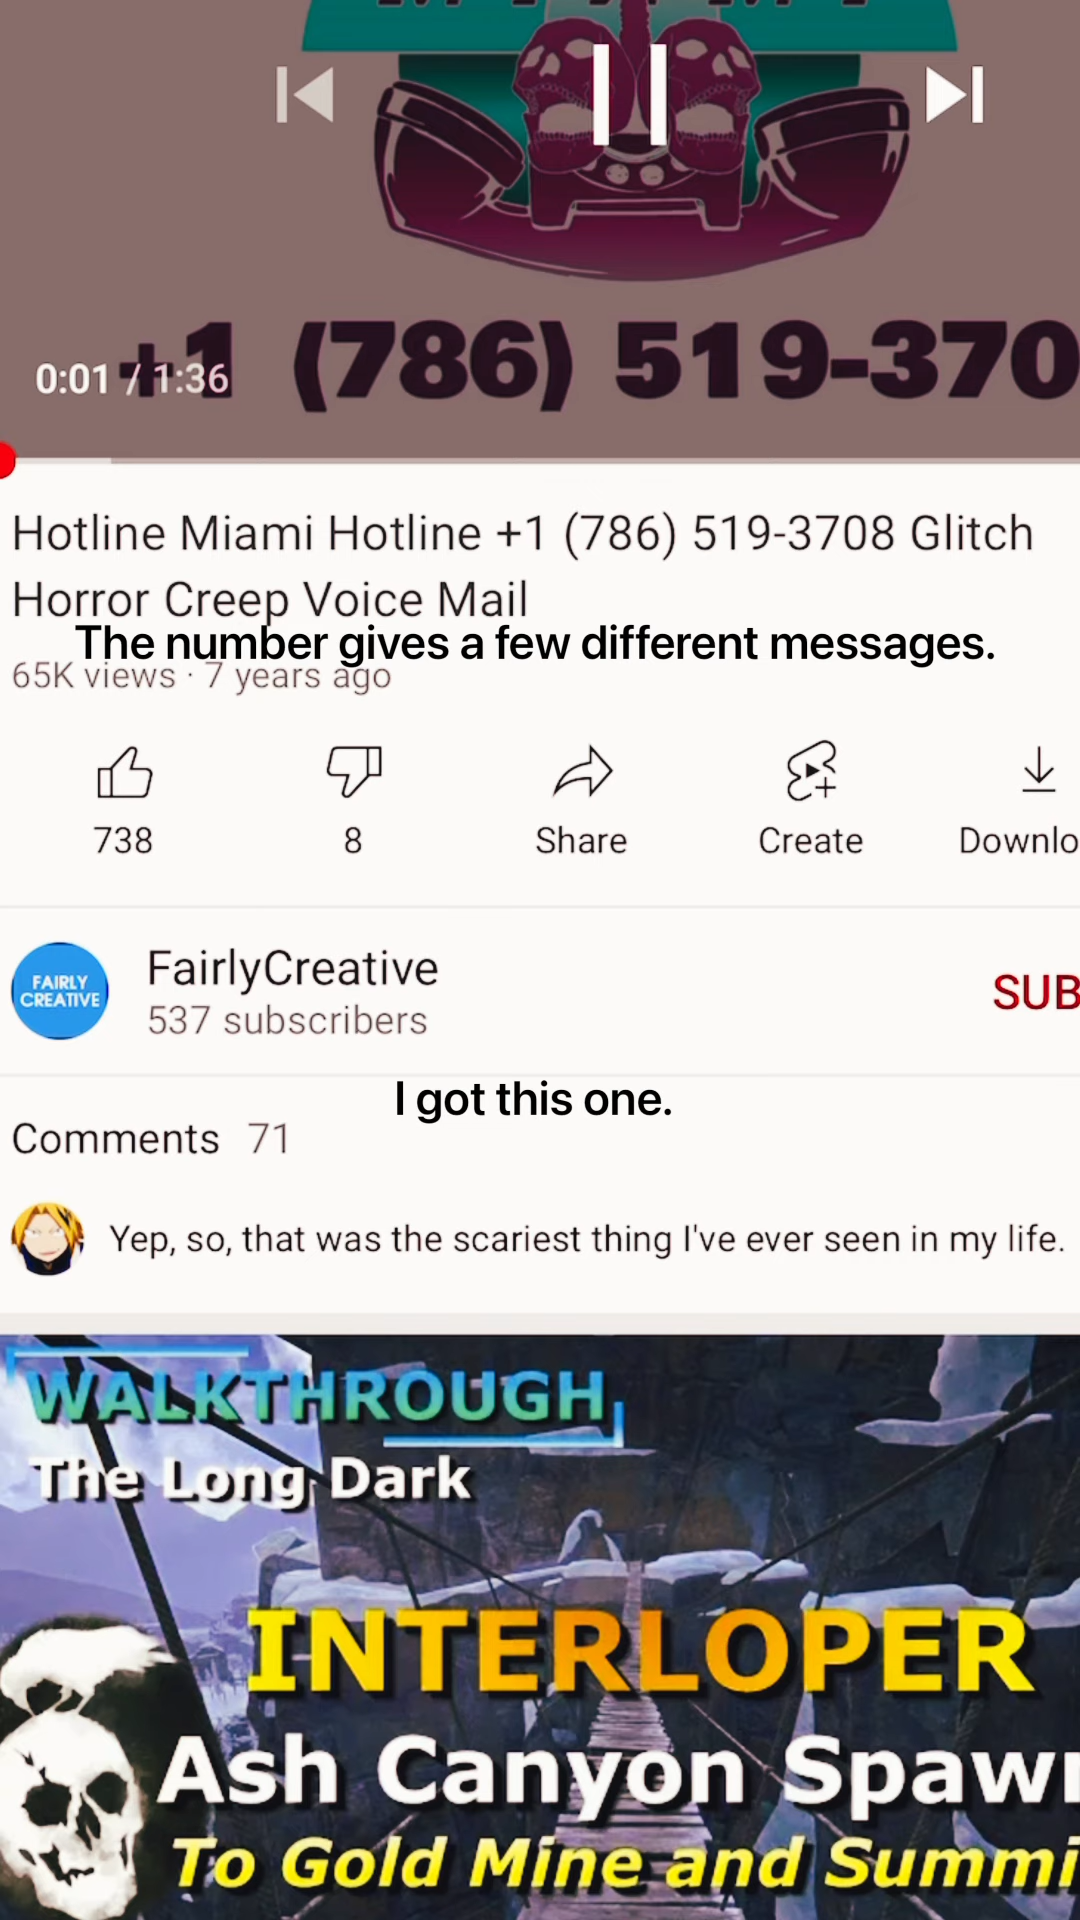 +1 (786) 519-370
0:01 / 1:36
Hotline Miami Hotline +1 (786) 519-3708 Glitch
Horror Creep Voice Mail
The number gives a few different messages.
65K views · 7 years ago
738
8
Share
Create
Downlo
FAIRLY
CREATIVE
FairlyCreative
537 subscribers
SUB
I got this one.
Comments 71
Yep, so, that was the scariest thing I've ever seen in my life.
WALKTHROUGH
The Long Dark
INTERLOPER
Ash Canyon Spawn
To Gold Mine and Summi